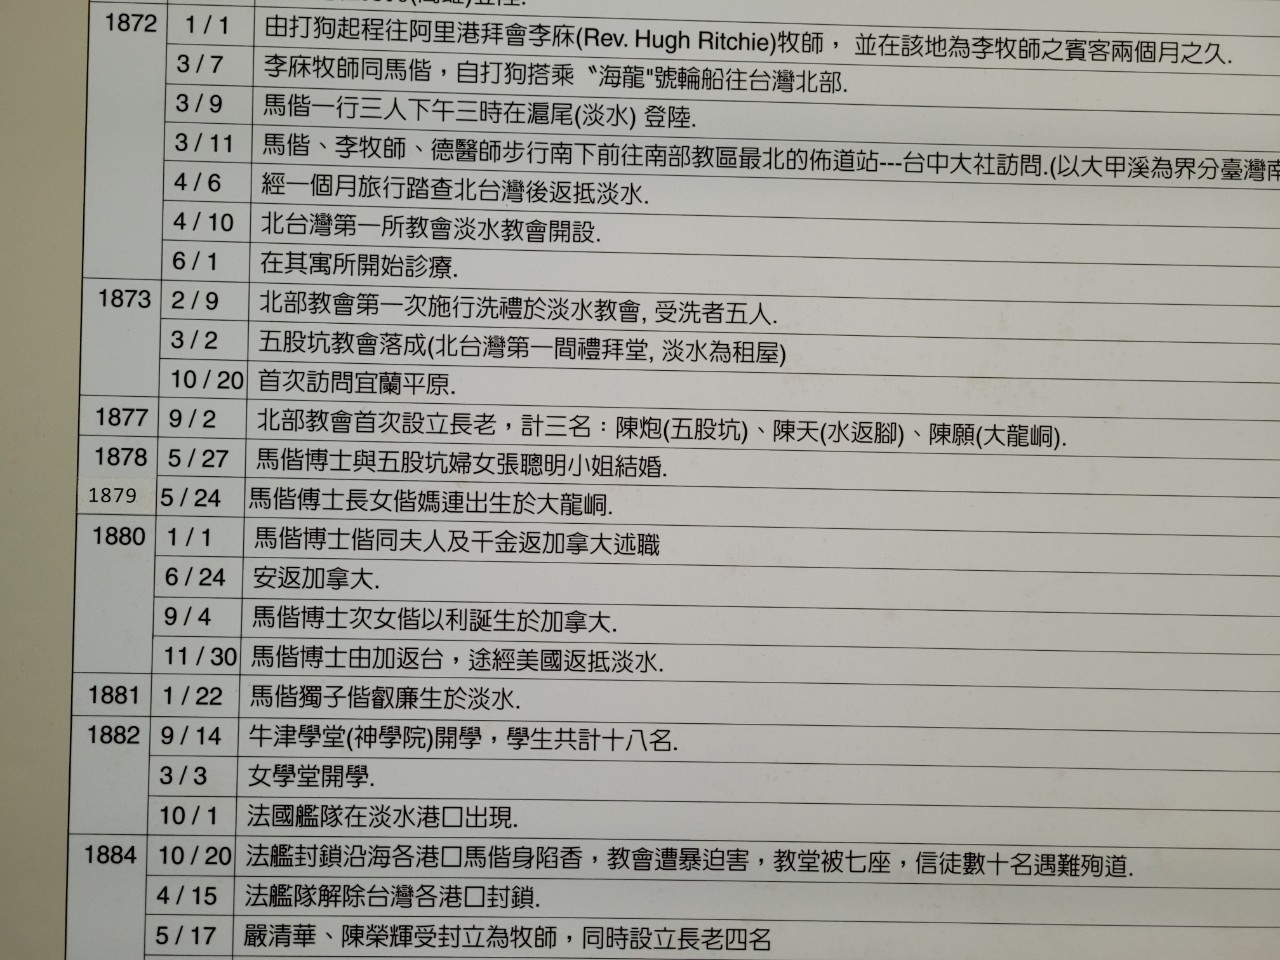 1872 1 / 1 由打狗起程往阿里港拜會李庥(Rev. Hugh Ritchie)牧師， 並在該地為李牧師之賓客兩個月之久.
3 / 7 李庥牧師同馬偕，自打狗搭乘〝海龍"號輪船往台灣北部.
3 / 9 馬偕一行三人下午三時在滬尾(淡水) 登陸.
3 / 11 馬偕、李牧師、德醫師步行南下前往南部教區最北的佈道站---台中大社訪問.(以大甲溪為界分臺灣南
4 / 6 經一個月旅行踏查北台灣後返抵淡水.
4 / 10 北台灣第一所教會淡水教會開設.
6 / 1 在其寓所開始診療.
1873 2 / 9 北部教會第一次施行洗禮於淡水教會, 受洗者五人.
3 / 2 五股坑教會落成(北台灣第一間禮拜堂, 淡水為租屋)
10 / 20 首次訪問宜蘭平原.
1877 9 / 2 北部教會首次設立長老，計三名：陳炮(五股坑)、陳天(水返腳)、陳願(大龍峒).
1878 5 / 27 馬偕博士與五股坑婦女張聰明小姐結婚.
1879 5 / 24 馬偕傅士長女偕媽連出生於大龍峒.
1880 1 / 1 馬偕博士偕同夫人及千金返加拿大述職
6 / 24 安返加拿大.
9 / 4 馬偕博士次女偕以利誕生於加拿大.
11 / 30 馬偕博士由加返台，途經美國返抵淡水.
1881 1 / 22 馬偕獨子偕叡廉生於淡水.
1882 9 / 14 牛津學堂(神學院)開學，學生共計十八名.
3 / 3 女學堂開學.
10 / 1 法國艦隊在淡水港口出現.
1884 10 / 20 法艦封鎖沿海各港口馬偕身陷香，教會遭暴迫害，教堂被七座，信徒數十名遇難殉道.
4 / 15 法艦隊解除台灣各港口封鎖.
5 / 17 嚴清華、陳榮輝受封立為牧師，同時設立長老四名